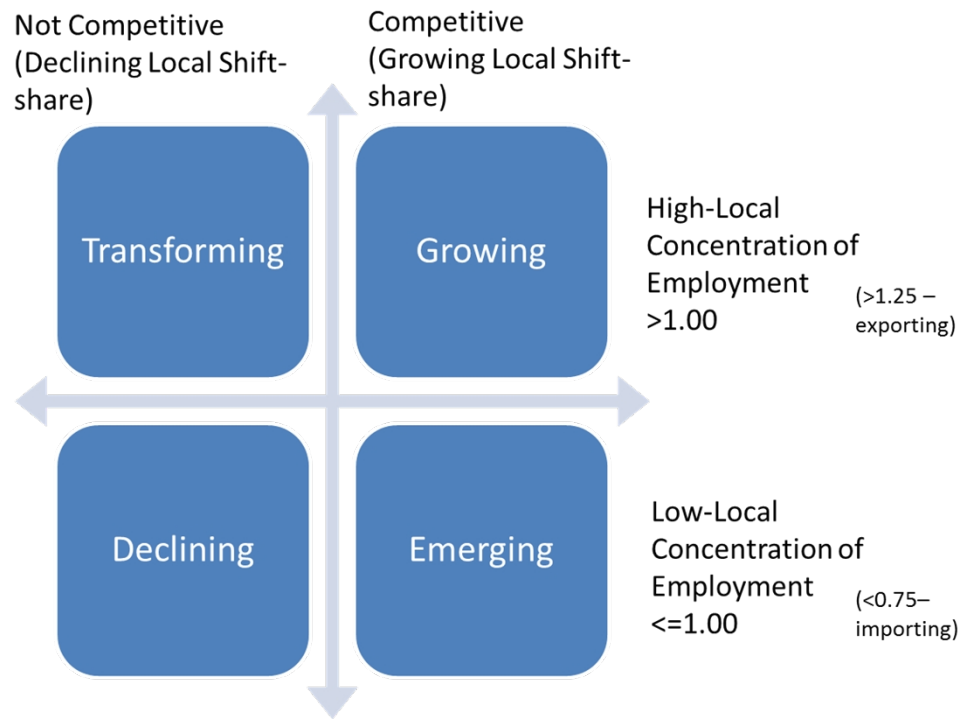 Not Competitive
(Declining Local Shift-
share)
Competitive
(Growing Local Shift-
share)
Transforming
Growing
High-Local
Concentration of
Employment
>1.00
(>1.25 –
exporting)
Declining
Emerging
Low-Local
Concentration of
Employment
<=1.00
(<0.75–
importing)